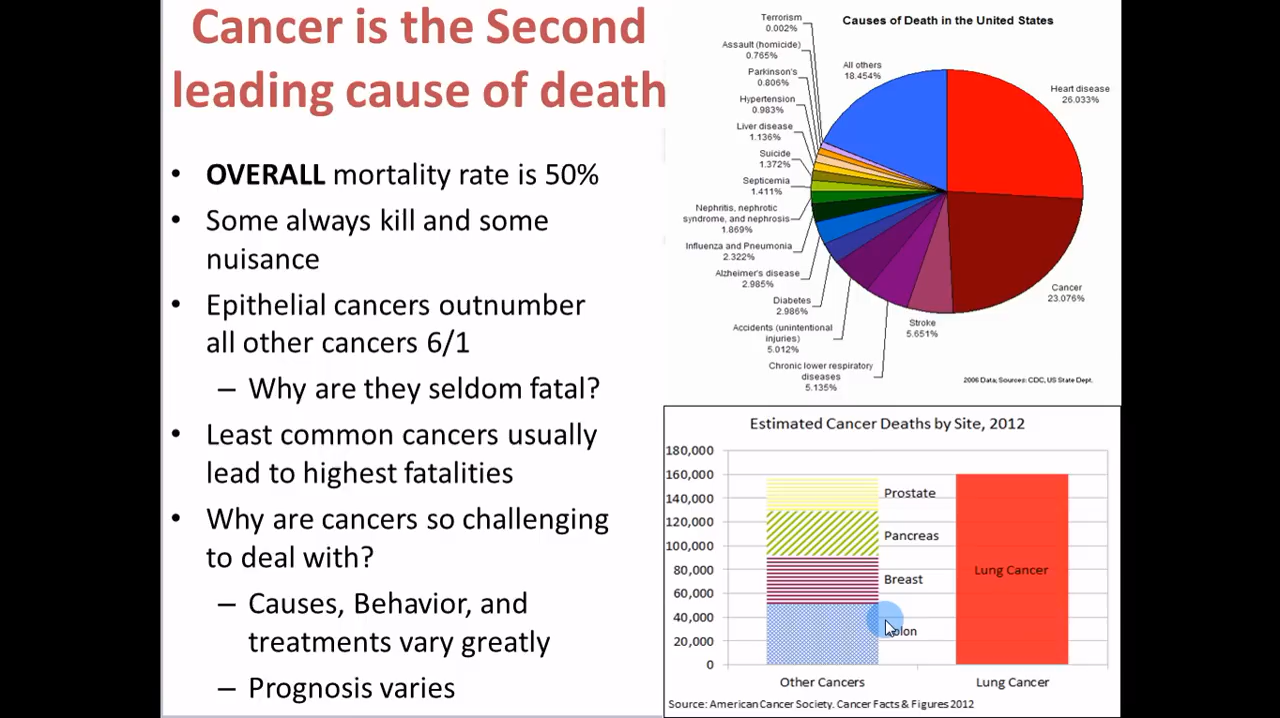 Cancer is the Second
leading cause of death
• OVERALL mortality rate is 50%
• Some always kill and some
nuisance
• Epithelial cancers outnumber
all other cancers 6/1
– Why are they seldom fatal?
• Least common cancers usually
lead to highest fatalities
• Why are cancers so challenging
to deal with?
– Causes, Behavior, and
treatments vary greatly
– Prognosis varies
Causes of Death in the United States
Terrorism
0.002%
Assault (homicide)
0.765%
Parkinson's
0.806%
Hypertension
0.983%
Liver disease
1.136%
Suicide
1.372%
Septicemia
1.411%
Nephritis, nephrotic
syndrome, and nephrosis
1.869%
Influenza and Pneumonia
2.322%
Alzheimer's disease
2.985%
Diabetes
2.986%
Accidents (unintentional
injuries)
5.012%
Chronic lower respiratory
diseases
5.135%
Stroke
5.651%
Cancer
23.076%
Heart disease
26.033%
All others
18.454%
2006 Data; Sources: CDC, US State Dept.
Estimated Cancer Deaths by Site, 2012
180,000
160,000
140,000
120,000
100,000
80,000
60,000
40,000
20,000
0
Prostate
Pancreas
Breast
Colon
Lung Cancer
Other Cancers
Lung Cancer
Source: American Cancer Society. Cancer Facts & Figures 2012